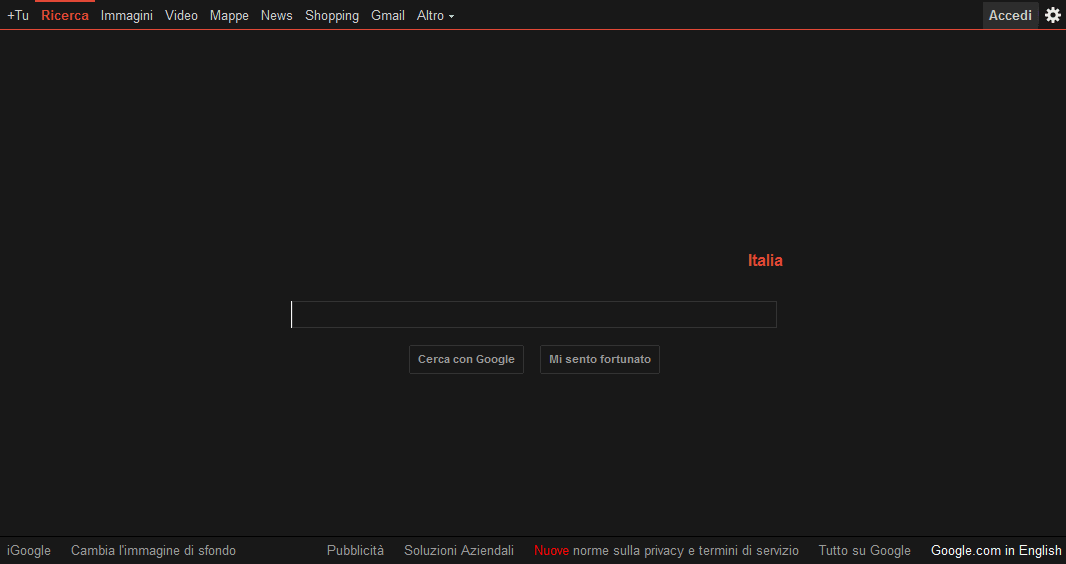 +Tu Ricerca Immagini Video Mappe News Shopping Gmail Altro Accedi
Italia
Cerca con Google Mi sento fortunato
iGoogle Cambia l'immagine di sfondo Pubblicità Soluzioni Aziendali Nuove norme sulla privacy e termini di servizio Tutto su Google Google.com in English